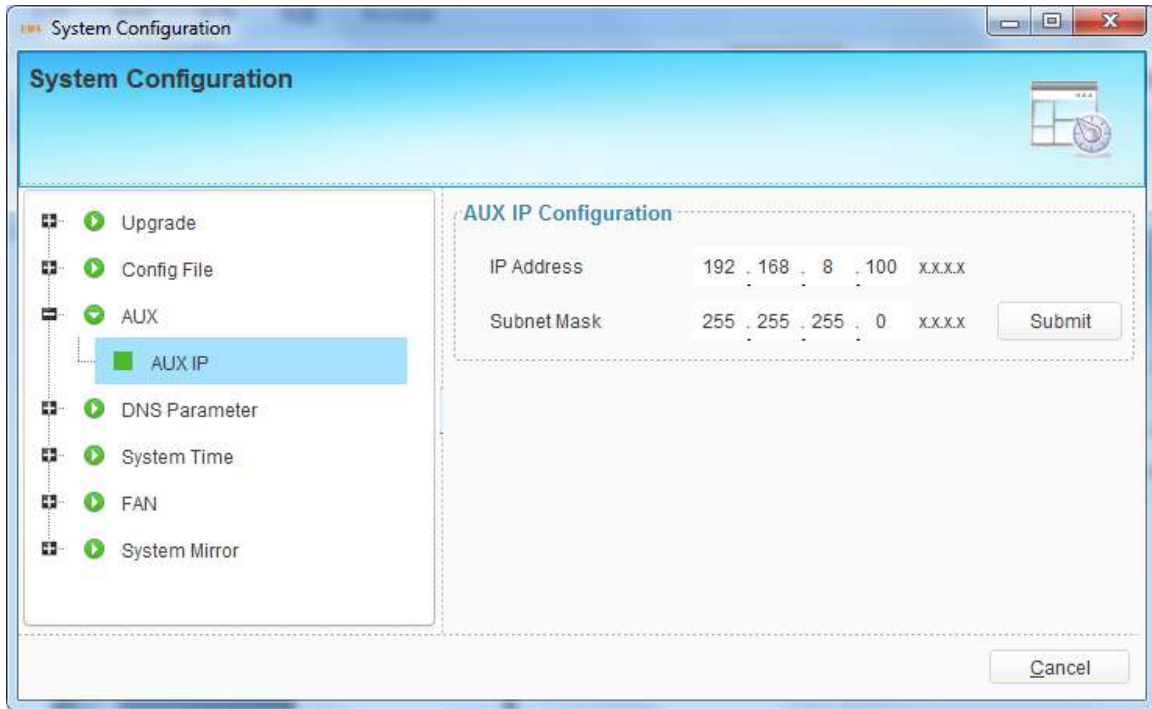 System Configuration
System Configuration
Upgrade
Config File
AUX
AUX IP
DNS Parameter
System Time
FAN
System Mirror
AUX IP Configuration
IP Address 192 . 168 . 8 . 100 x.x.x.x
Subnet Mask 255 . 255 . 255 . 0 x.x.x.x Submit
Cancel